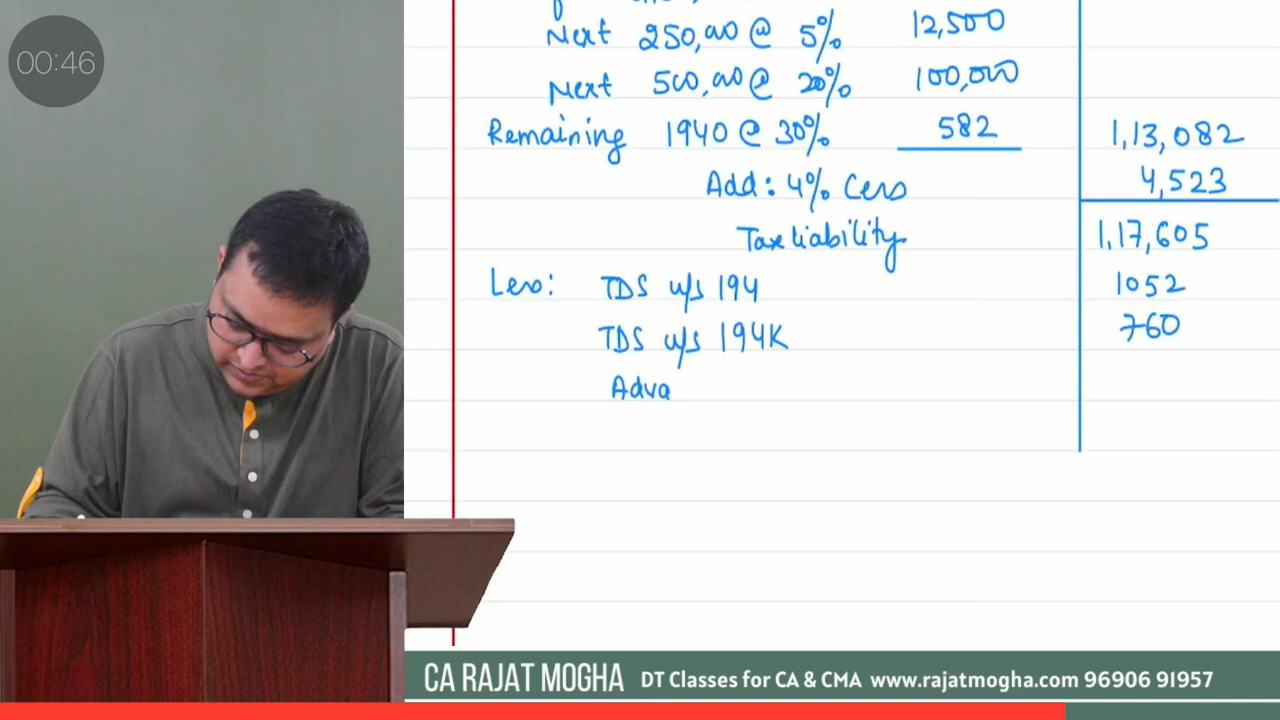 00:46
Next 250,00 @ 5% 12,500
Next 500,00 @ 20% 100,000
Remaining 1940 @ 30% 582 1,13,082
Add: 4% Cess 4,523
Tax liability 1,17,605
Less: TDS u/s 194 1052
TDS u/s 194K 760
Adva
CA RAJAT MOGHA DT Classes for CA & CMA www.rajatmogha.com 96906 91957